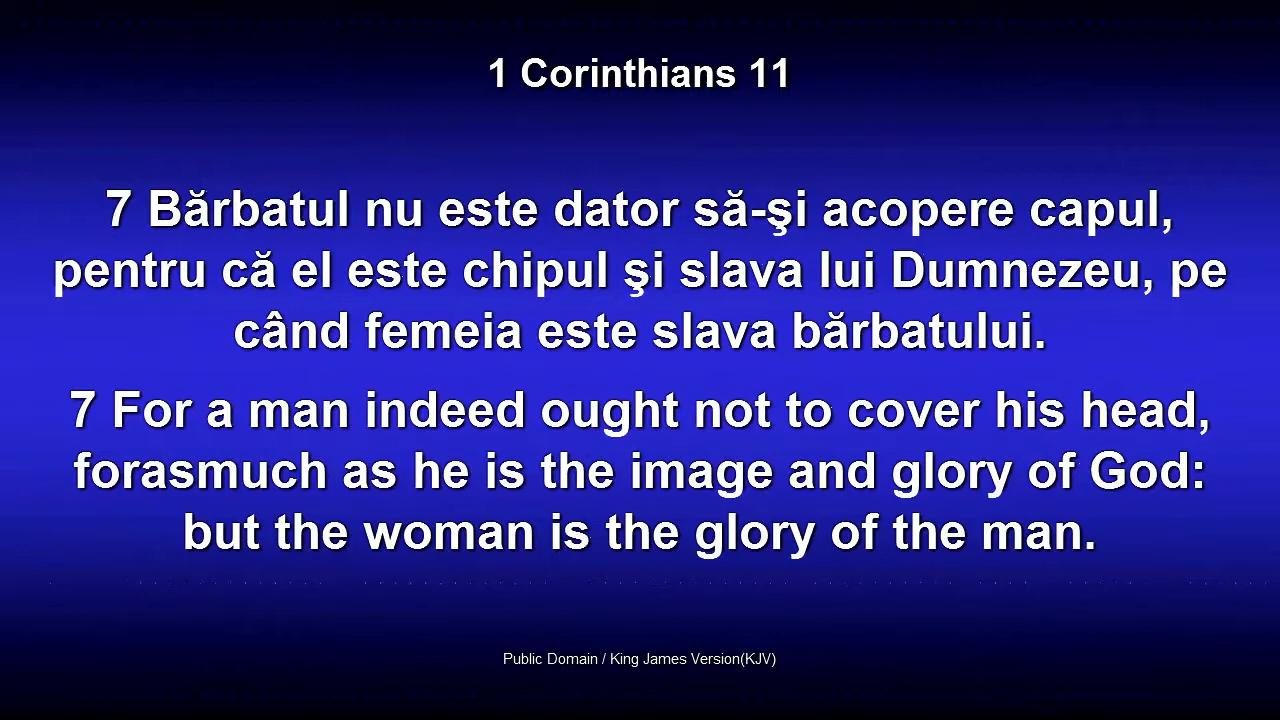 1 Corinthians 11
7 Bărbatul nu este dator să-şi acopere capul,
pentru că el este chipul şi slava lui Dumnezeu, pe
când femeia este slava bărbatului.
7 For a man indeed ought not to cover his head,
forasmuch as he is the image and glory of God:
but the woman is the glory of the man.
Public Domain / King James Version(KJV)